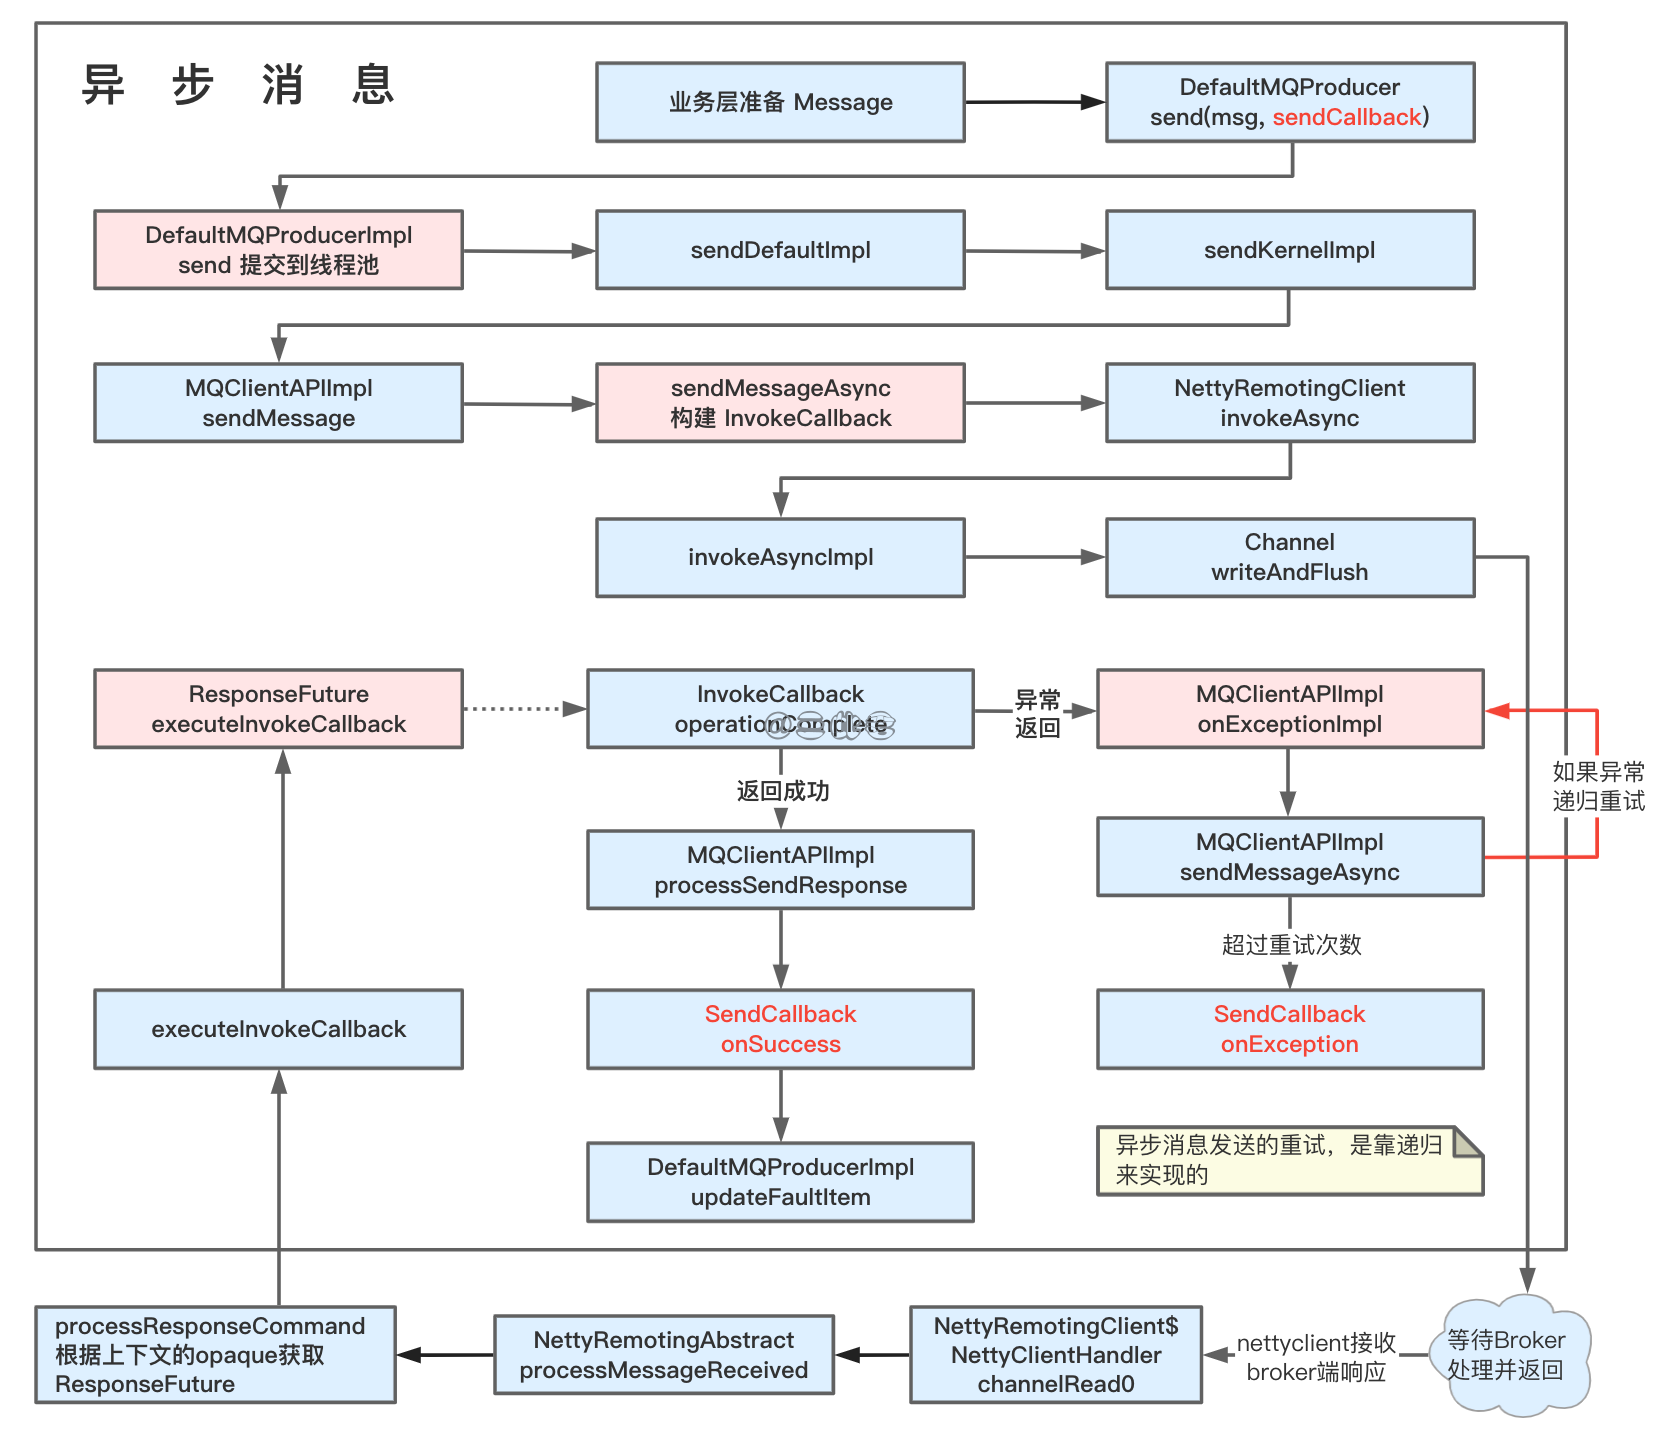 异 步 消 息
业务层准备 Message
DefaultMQProducer
send(msg, sendCallback)
DefaultMQProducerImpl
send 提交到线程池
sendDefaultImpl
sendKernelImpl
MQClientAPIImpl
sendMessage
sendMessageAsync
构建 InvokeCallback
NettyRemotingClient
invokeAsync
invokeAsyncImpl
Channel
writeAndFlush
ResponseFuture
executeInvokeCallback
InvokeCallback
operationComplete
异常
返回
MQClientAPIImpl
onExceptionImpl
如果异常
递归重试
返回成功
MQClientAPIImpl
processSendResponse
MQClientAPIImpl
sendMessageAsync
超过重试次数
executeInvokeCallback
SendCallback
onSuccess
SendCallback
onException
异步消息发送的重试，是靠递归
来实现的
DefaultMQProducerImpl
updateFaultItem
processResponseCommand
根据上下文的opaque获取
ResponseFuture
NettyRemotingAbstract
processMessageReceived
NettyRemotingClient$
NettyClientHandler
channelRead0
nettyclient接收
broker端响应
等待Broker
处理并返回